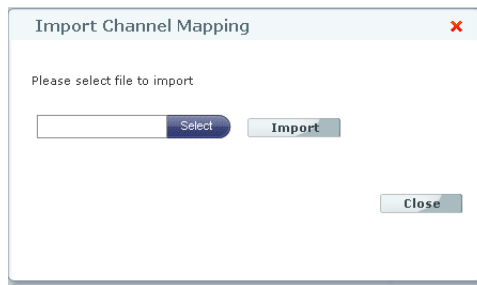 Import Channel Mapping
Please select file to import
Select
Import
Close